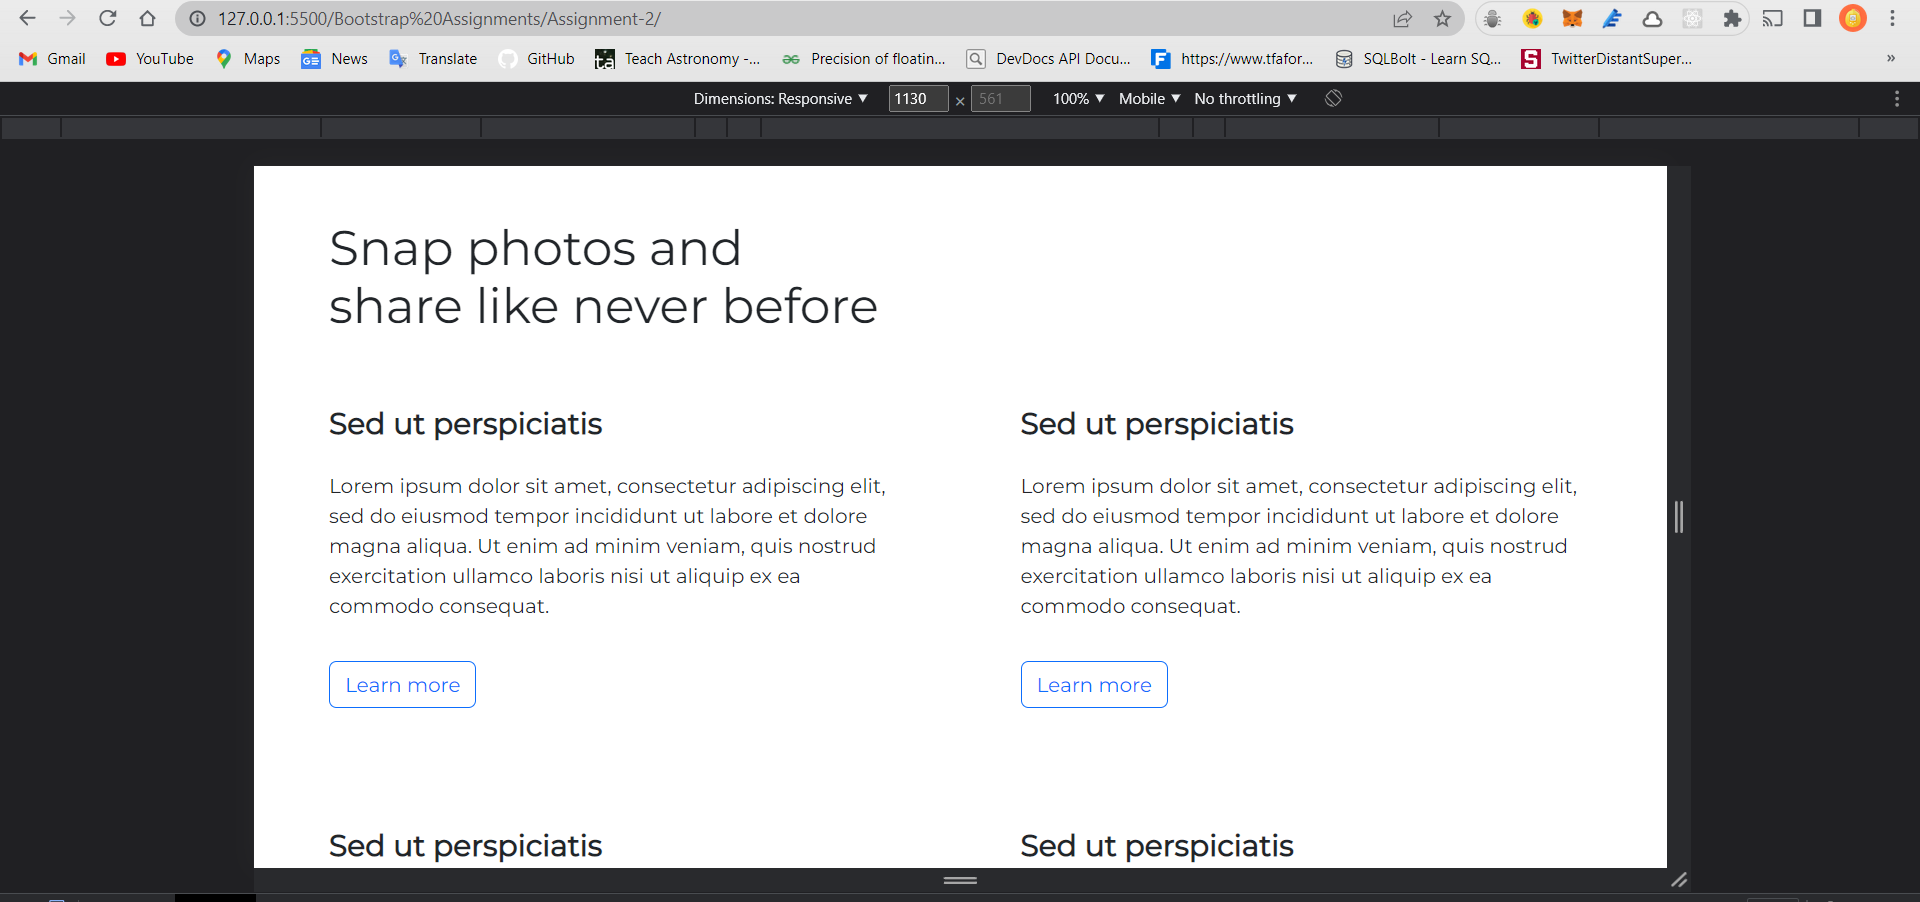 127.0.0.1:5500/Bootstrap%20Assignments/Assignment-2/
Gmail YouTube Maps News Translate GitHub Teach Astronomy -... Precision of floatin... DevDocs API Docu... https://www.tfafor... SQLBolt - Learn SQ... TwitterDistantSuper... »
Dimensions: Responsive ▼ 1130 × 561 100% ▼ Mobile ▼ No throttling ▼
Snap photos and
share like never before
Sed ut perspiciatis
Lorem ipsum dolor sit amet, consectetur adipiscing elit,
sed do eiusmod tempor incididunt ut labore et dolore
magna aliqua. Ut enim ad minim veniam, quis nostrud
exercitation ullamco laboris nisi ut aliquip ex ea
commodo consequat.
Learn more
Sed ut perspiciatis
Lorem ipsum dolor sit amet, consectetur adipiscing elit,
sed do eiusmod tempor incididunt ut labore et dolore
magna aliqua. Ut enim ad minim veniam, quis nostrud
exercitation ullamco laboris nisi ut aliquip ex ea
commodo consequat.
Learn more
Sed ut perspiciatis
Sed ut perspiciatis